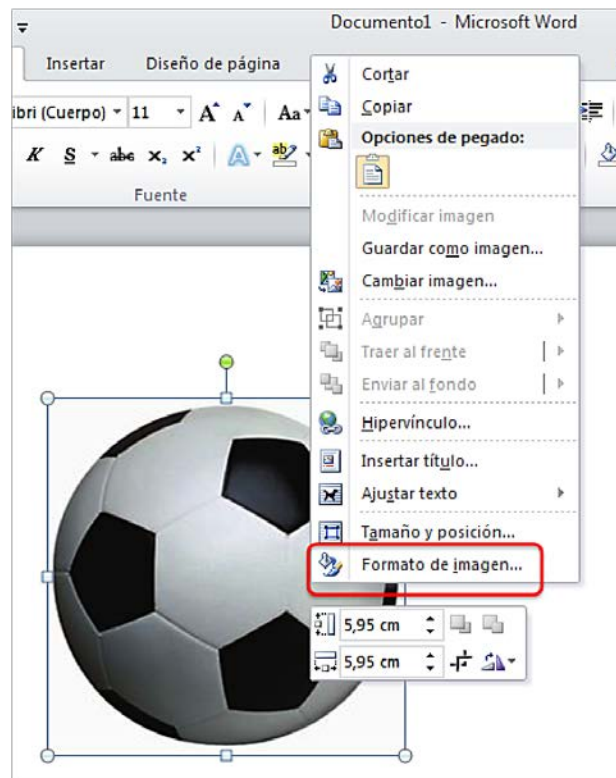 Documento1 - Microsoft Word
Insertar Diseño de página
ibri (Cuerpo) 11 A A Aa
K S abc x₂ x² A ab
Fuente
Cortar
Copiar
Opciones de pegado:
Modificar imagen
Guardar como imagen...
Cambiar imagen...
Agrupar
Traer al frente
Enviar al fondo
Hipervínculo...
Insertar título...
Ajustar texto
Tamaño y posición...
Formato de imagen...
5,95 cm
5,95 cm